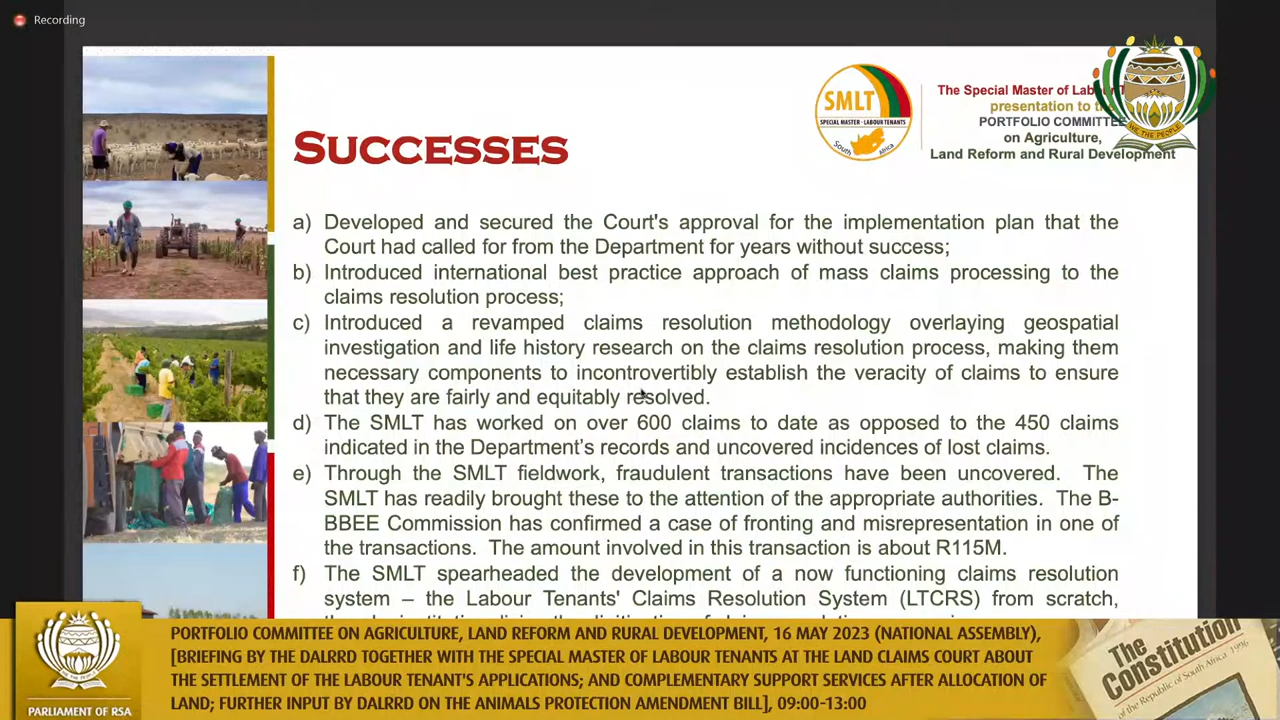 Recording
SMLT
SPECIAL MASTER - LABOUR TENANTS
South Africa
The Special Master of Labour
presentation to the
PORTFOLIO COMMITTEE
on Agriculture,
Land Reform and Rural Development
WE THE PEOPLE
SUCCESSES
a) Developed and secured the Court's approval for the implementation plan that the
Court had called for from the Department for years without success;
b) Introduced international best practice approach of mass claims processing to the
claims resolution process;
c) Introduced a revamped claims resolution methodology overlaying geospatial
investigation and life history research on the claims resolution process, making them
necessary components to incontrovertibly establish the veracity of claims to ensure
that they are fairly and equitably resolved.
d) The SMLT has worked on over 600 claims to date as opposed to the 450 claims
indicated in the Department's records and uncovered incidences of lost claims.
e) Through the SMLT fieldwork, fraudulent transactions have been uncovered. The
SMLT has readily brought these to the attention of the appropriate authorities. The B-
BBEE Commission has confirmed a case of fronting and misrepresentation in one of
the transactions. The amount involved in this transaction is about R115M.
f) The SMLT spearheaded the development of a now functioning claims resolution
system – the Labour Tenants' Claims Resolution System (LTCRS) from scratch,
PARLIAMENT OF RSA
PORTFOLIO COMMITTEE ON AGRICULTURE, LAND REFORM AND RURAL DEVELOPMENT, 16 MAY 2023 (NATIONAL ASSEMBLY),
[BRIEFING BY THE DALRRD TOGETHER WITH THE SPECIAL MASTER OF LABOUR TENANTS AT THE LAND CLAIMS COURT ABOUT
THE SETTLEMENT OF THE LABOUR TENANT'S APPLICATIONS; AND COMPLEMENTARY SUPPORT SERVICES AFTER ALLOCATION OF
LAND; FURTHER INPUT BY DALRRD ON THE ANIMALS PROTECTION AMENDMENT BILL], 09:00-13:00
The
Constitution
of the Republic of South Africa, 1996